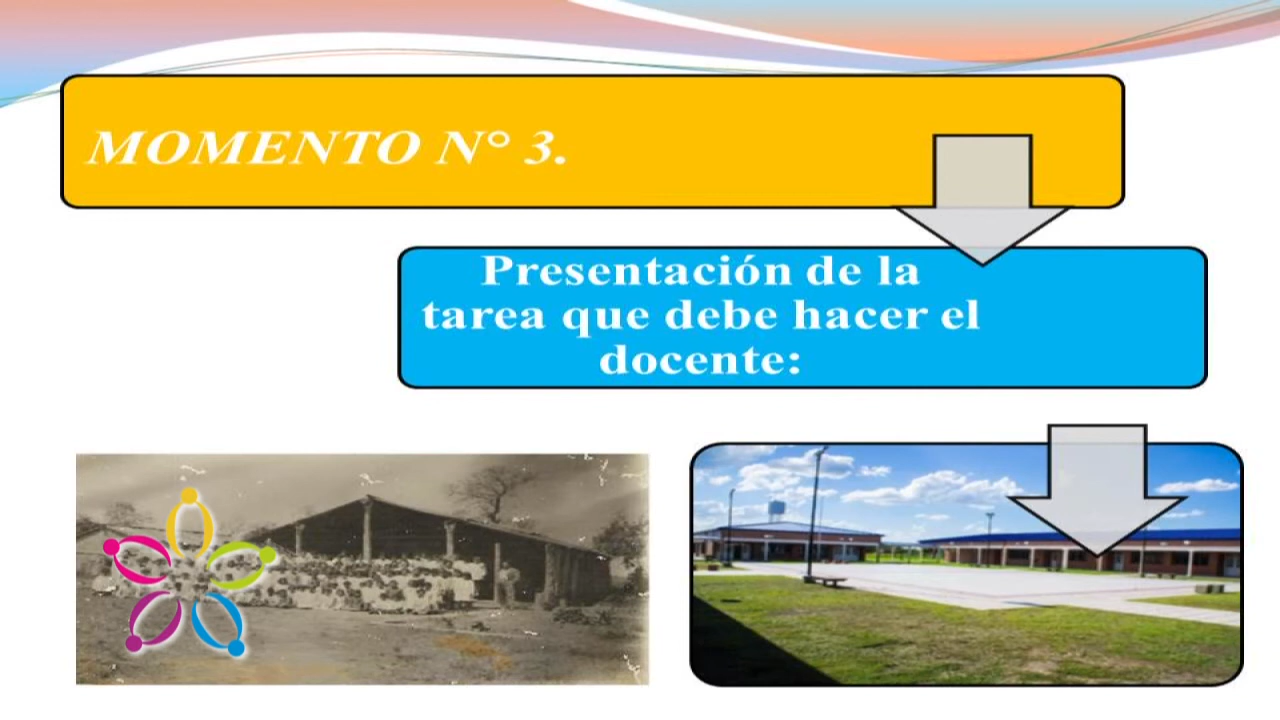 MOMENTO N° 3.
Presentación de la
tarea que debe hacer el
docente: